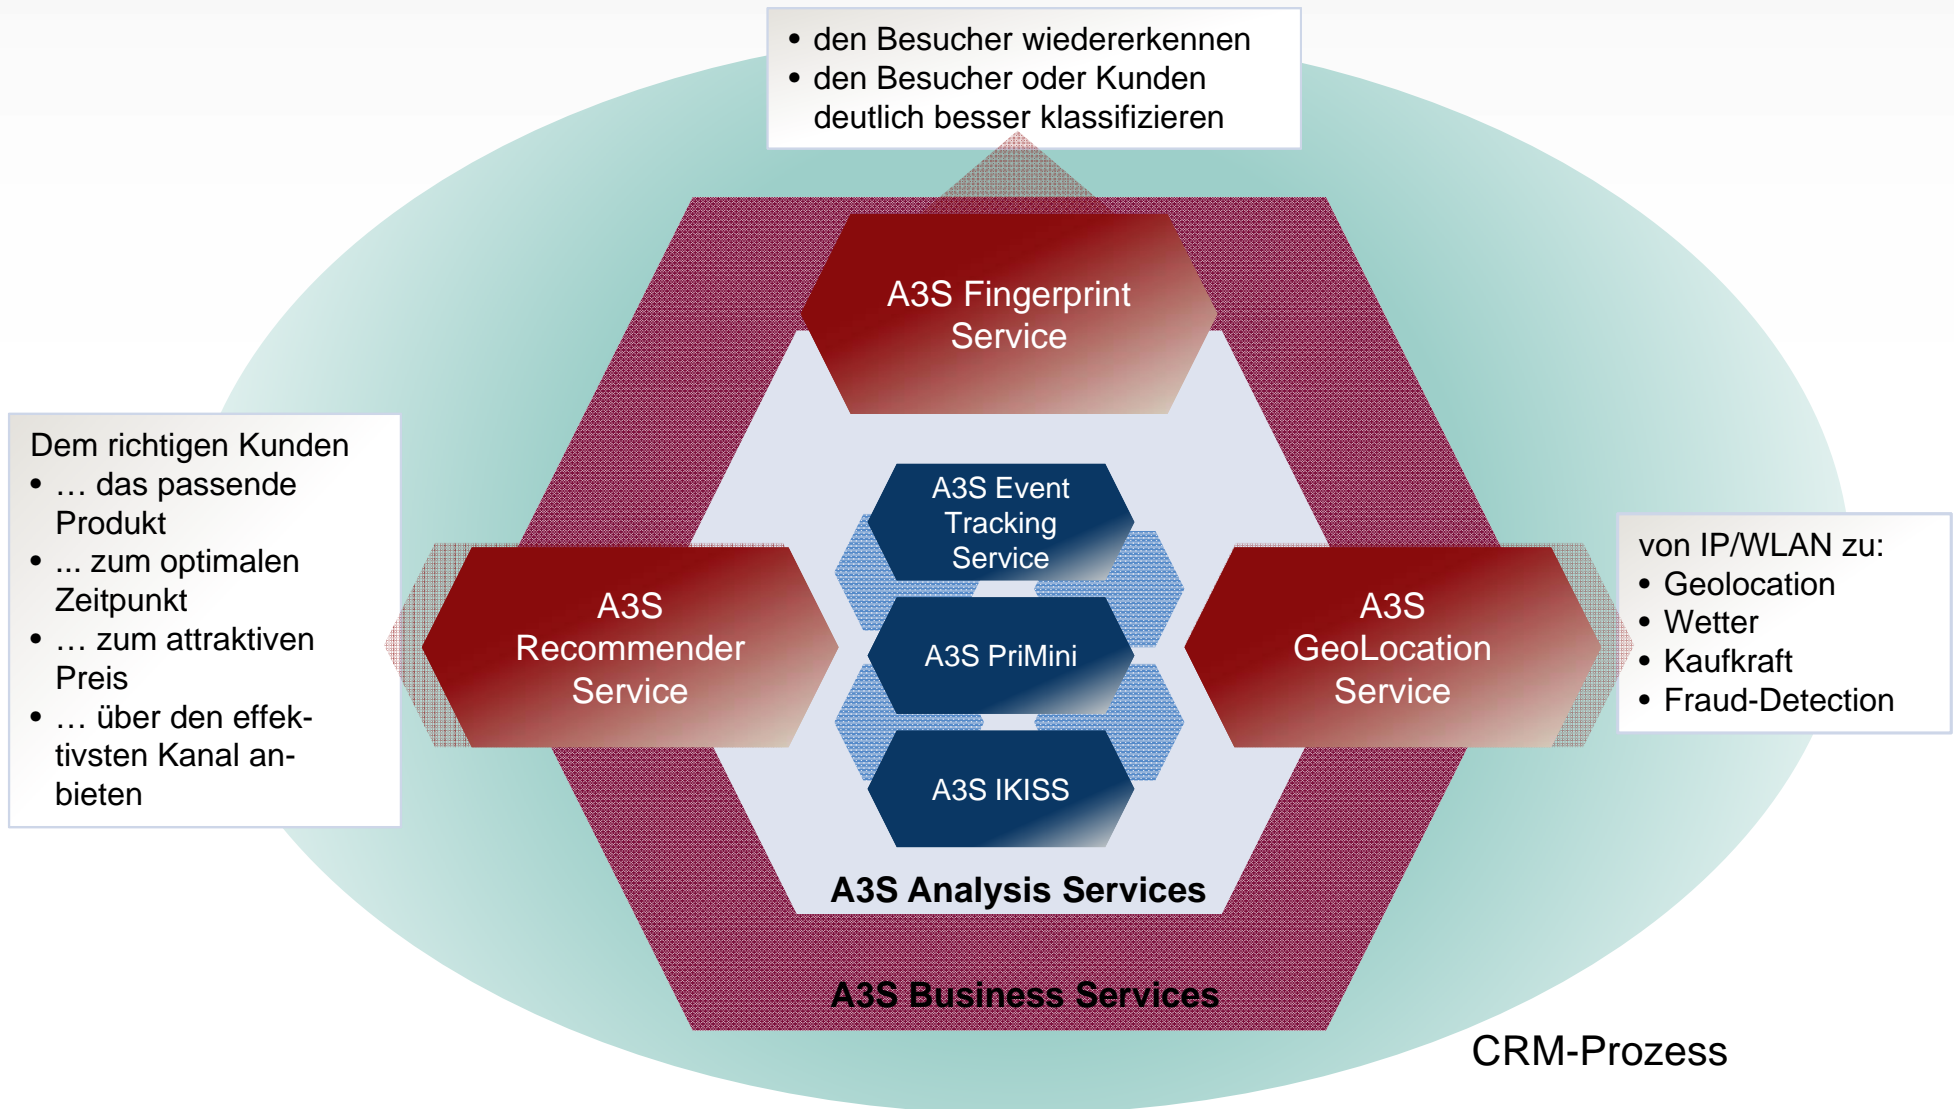 • den Besucher wiedererkennen
• den Besucher oder Kunden
deutlich besser klassifizieren
A3S Fingerprint
Service
Dem richtigen Kunden
• … das passende
Produkt
• ... zum optimalen
Zeitpunkt
• … zum attraktiven
Preis
• … über den effek-
tivsten Kanal an-
bieten
A3S
Recommender
Service
A3S Event
Tracking
Service
A3S PriMini
A3S IKISS
A3S
GeoLocation
Service
von IP/WLAN zu:
• Geolocation
• Wetter
• Kaufkraft
• Fraud-Detection
A3S Analysis Services
A3S Business Services
CRM-Prozess